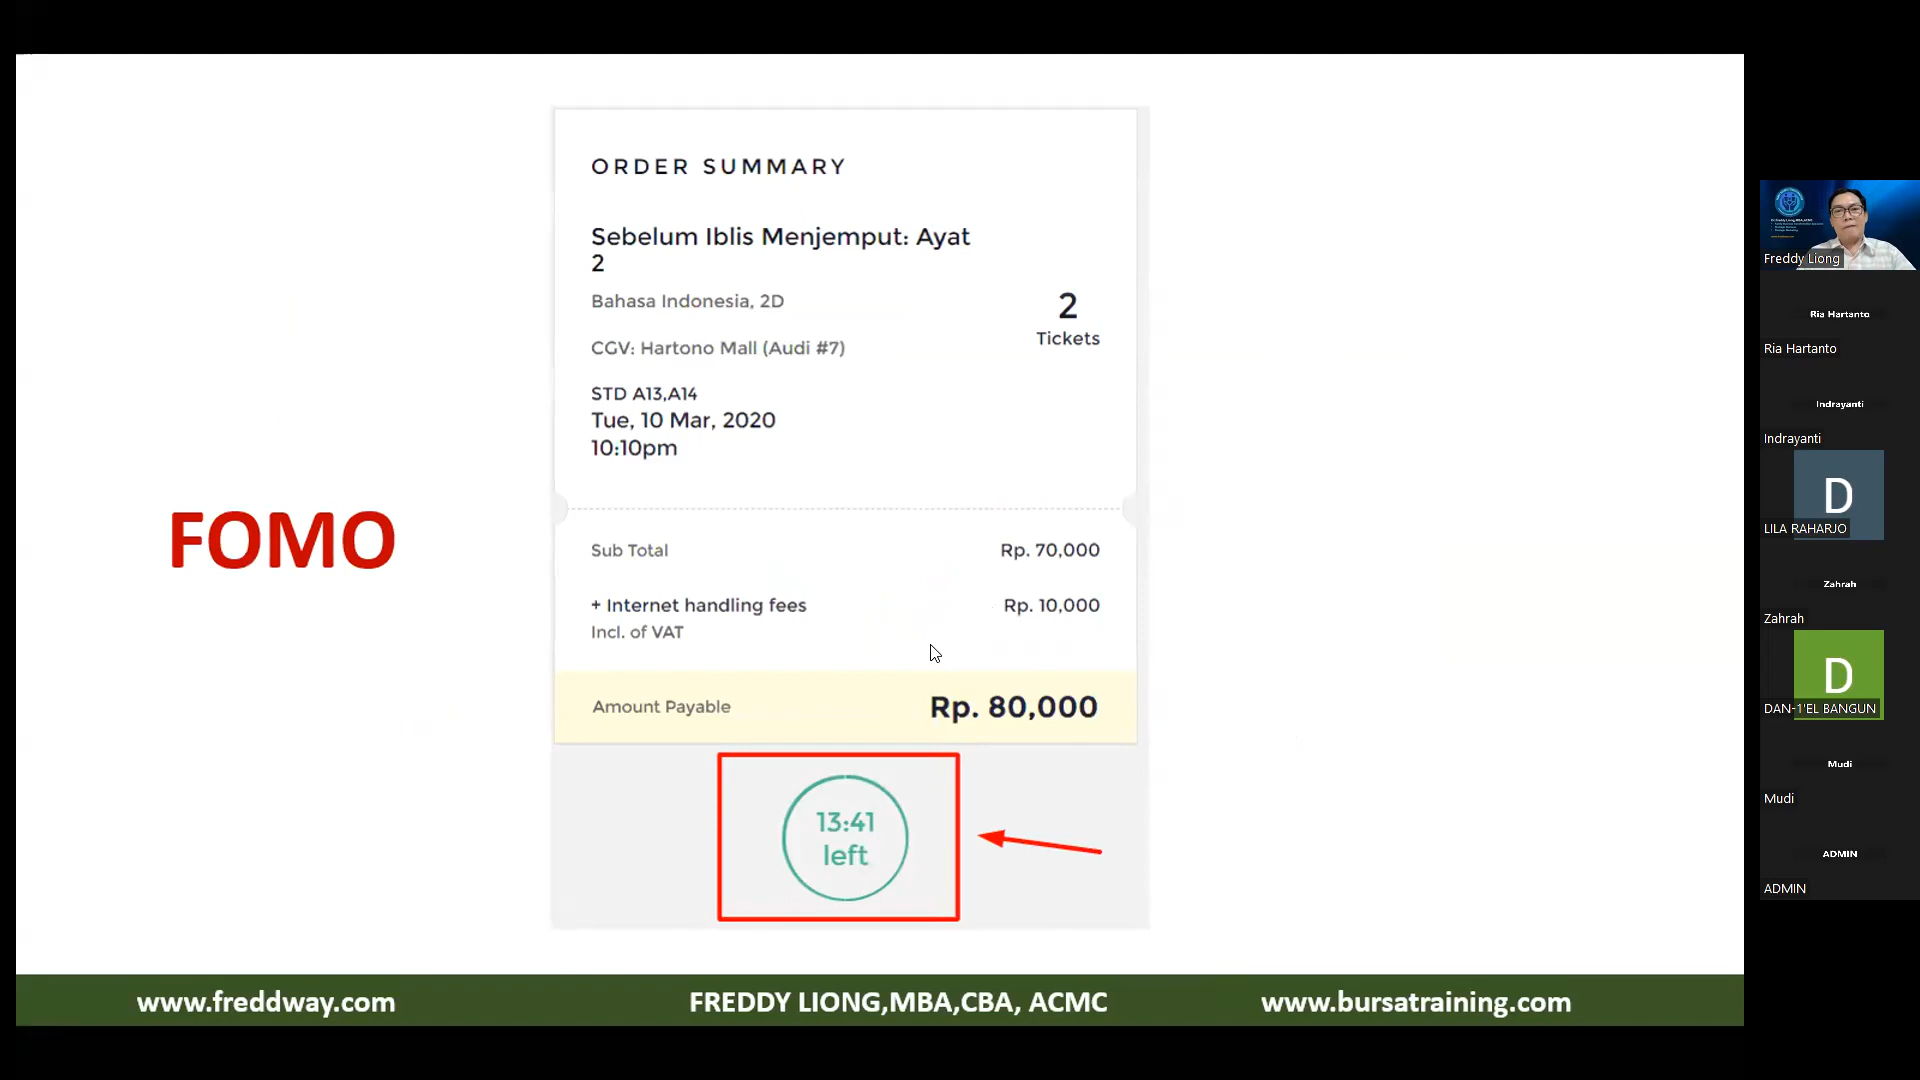 FOMO
ORDER SUMMARY
Sebelum Iblis Menjemput: Ayat
2
Bahasa Indonesia, 2D
2
Tickets
CGV: Hartono Mall (Audi #7)
STD A13,A14
Tue, 10 Mar, 2020
10:10pm
Sub Total Rp. 70,000
+ Internet handling fees Rp. 10,000
Incl. of VAT
Amount Payable Rp. 80,000
13:41
left
www.freddway.com FREDDY LIONG,MBA,CBA, ACMC www.bursatraining.com
Freddy Liong
Ria Hartanto
Ria Hartanto
Indrayanti
Indrayanti
D
LILA RAHARJO
Zahrah
Zahrah
D
DAN-1'EL BANGUN
Mudi
Mudi
ADMIN
ADMIN